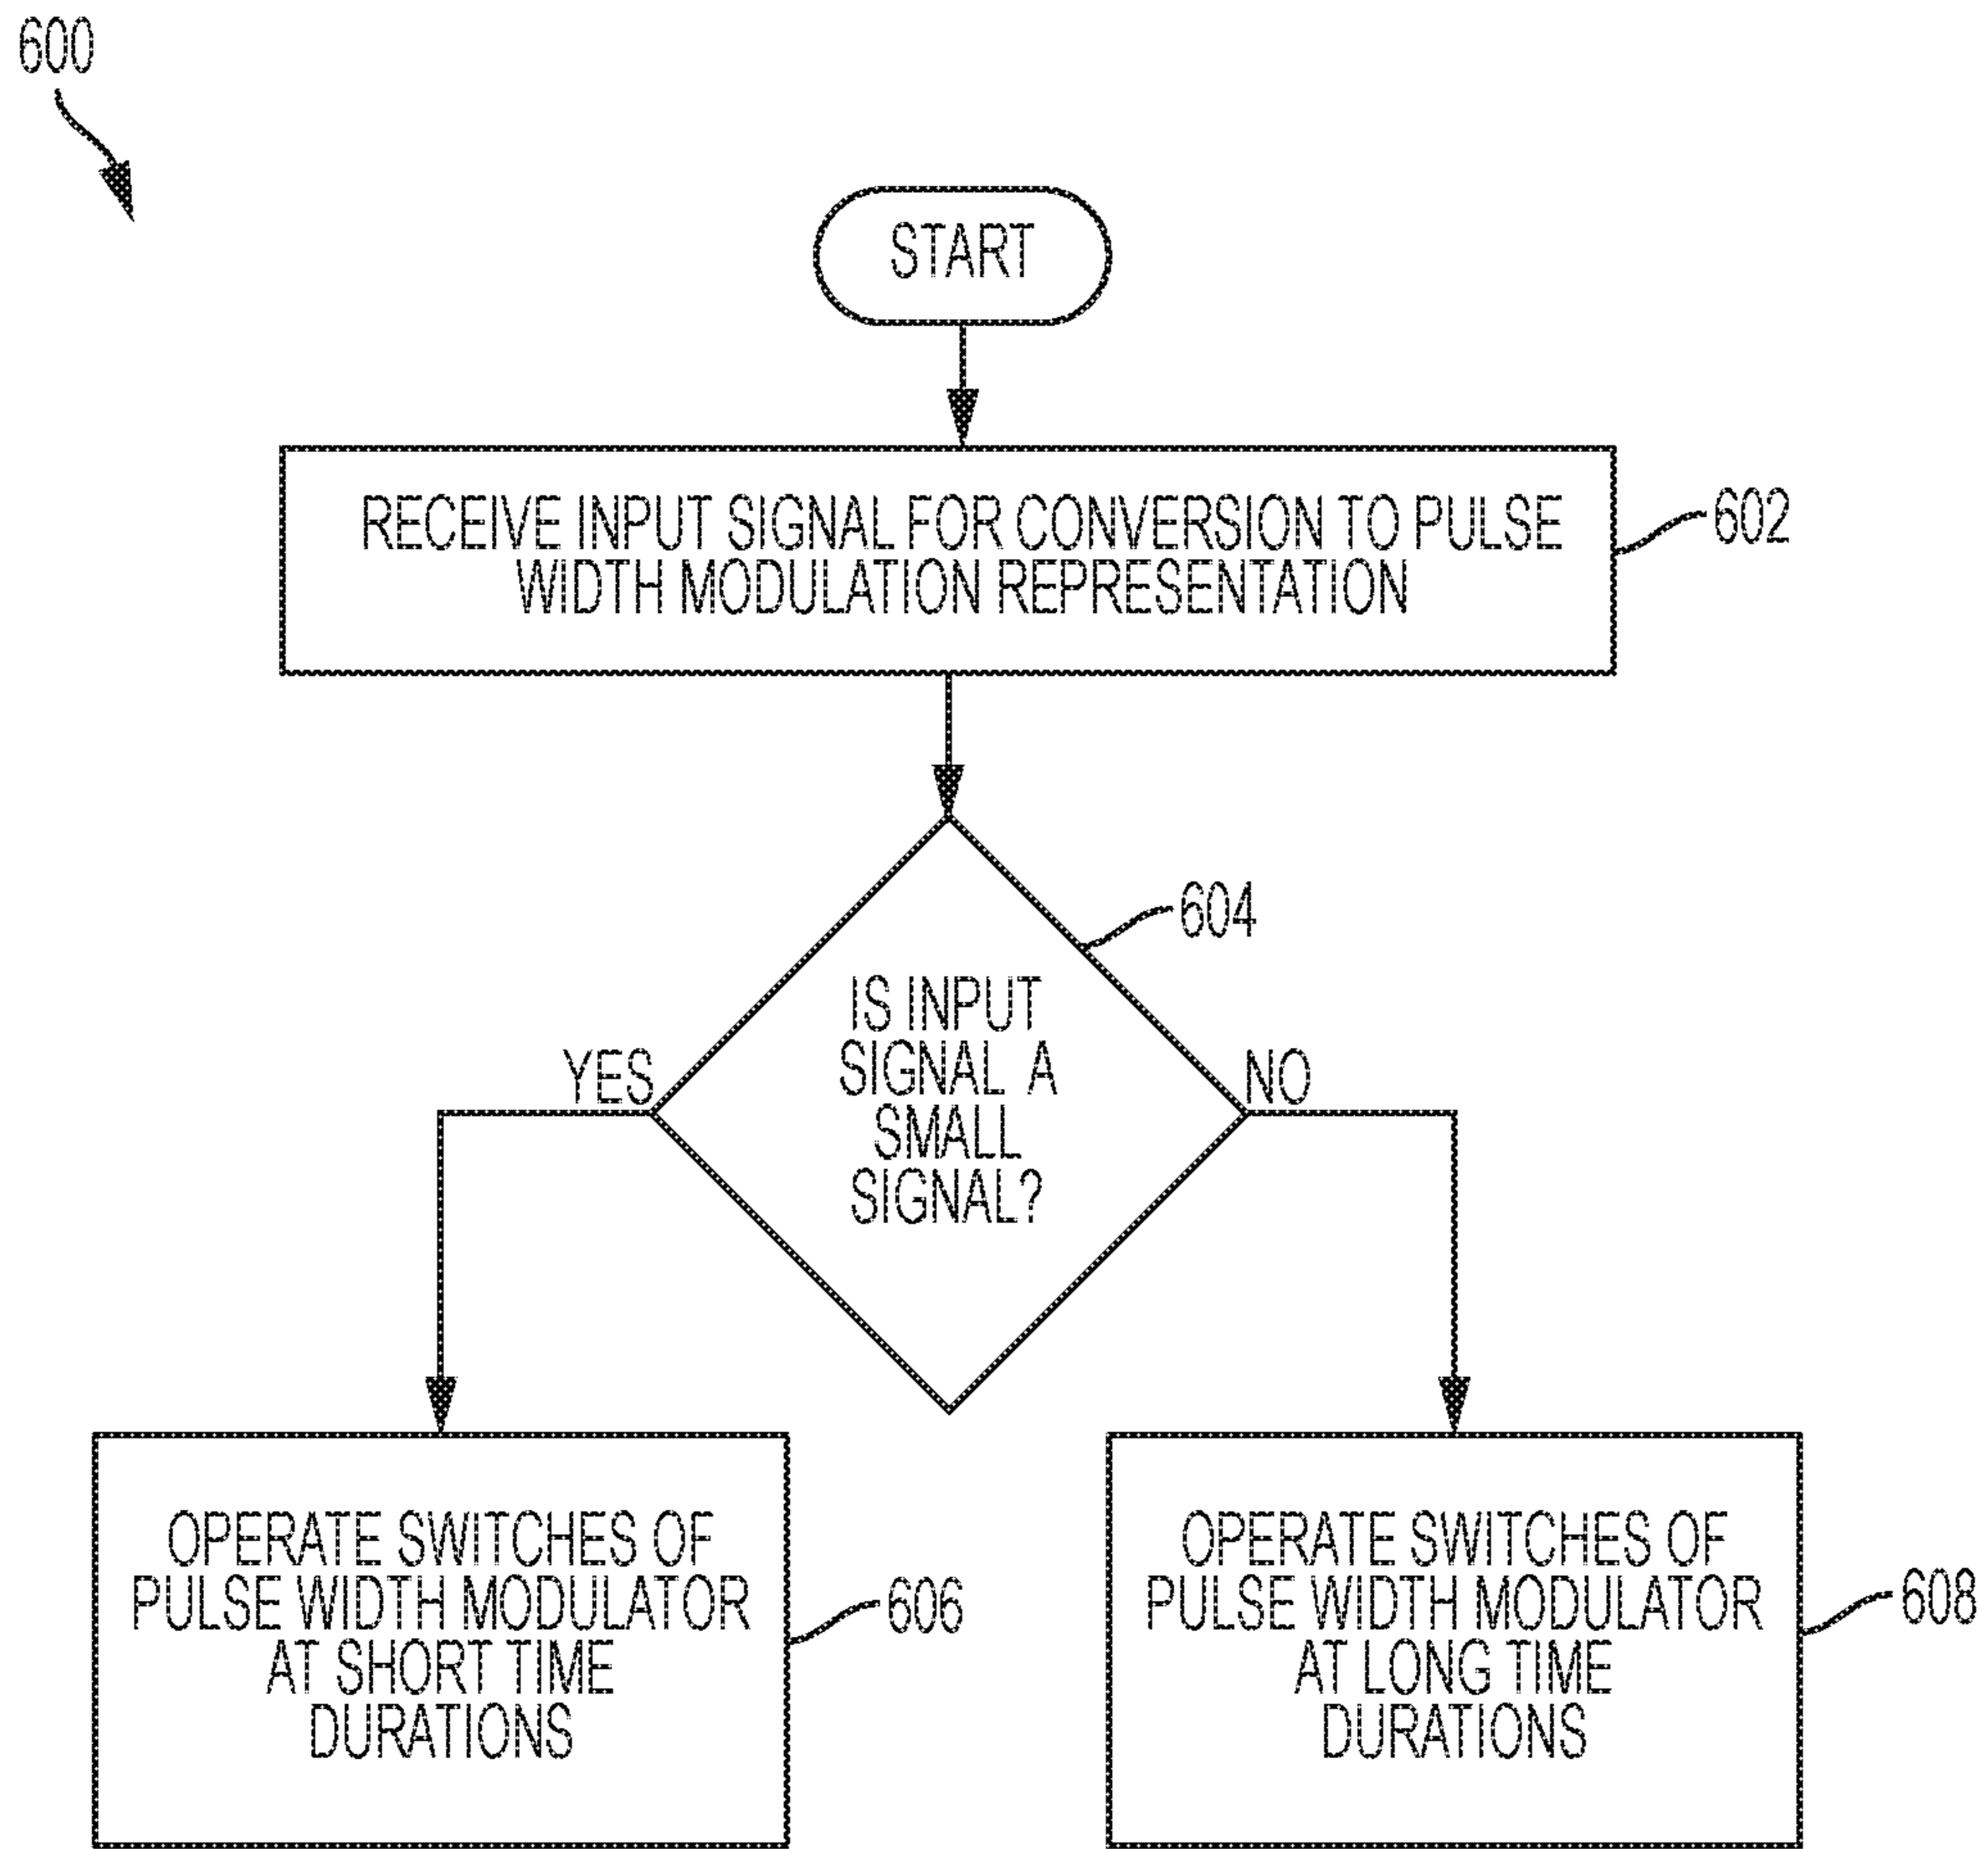 600
START
RECEIVE INPUT SIGNAL FOR CONVERSION TO PULSE
WIDTH MODULATION REPRESENTATION
602
604
IS INPUT
SIGNAL A
SMALL
SIGNAL?
YES
NO
OPERATE SWITCHES OF
PULSE WIDTH MODULATOR
AT SHORT TIME
DURATIONS
606
OPERATE SWITCHES OF
PULSE WIDTH MODULATOR
AT LONG TIME
DURATIONS
608